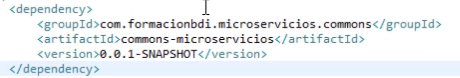 <dependency>
<groupId>com.formacionbdi.microservicios.commons</groupId>
<artifactId>commons-microservicios</artifactId>
<version>0.0.1-SNAPSHOT</version>
</dependency>